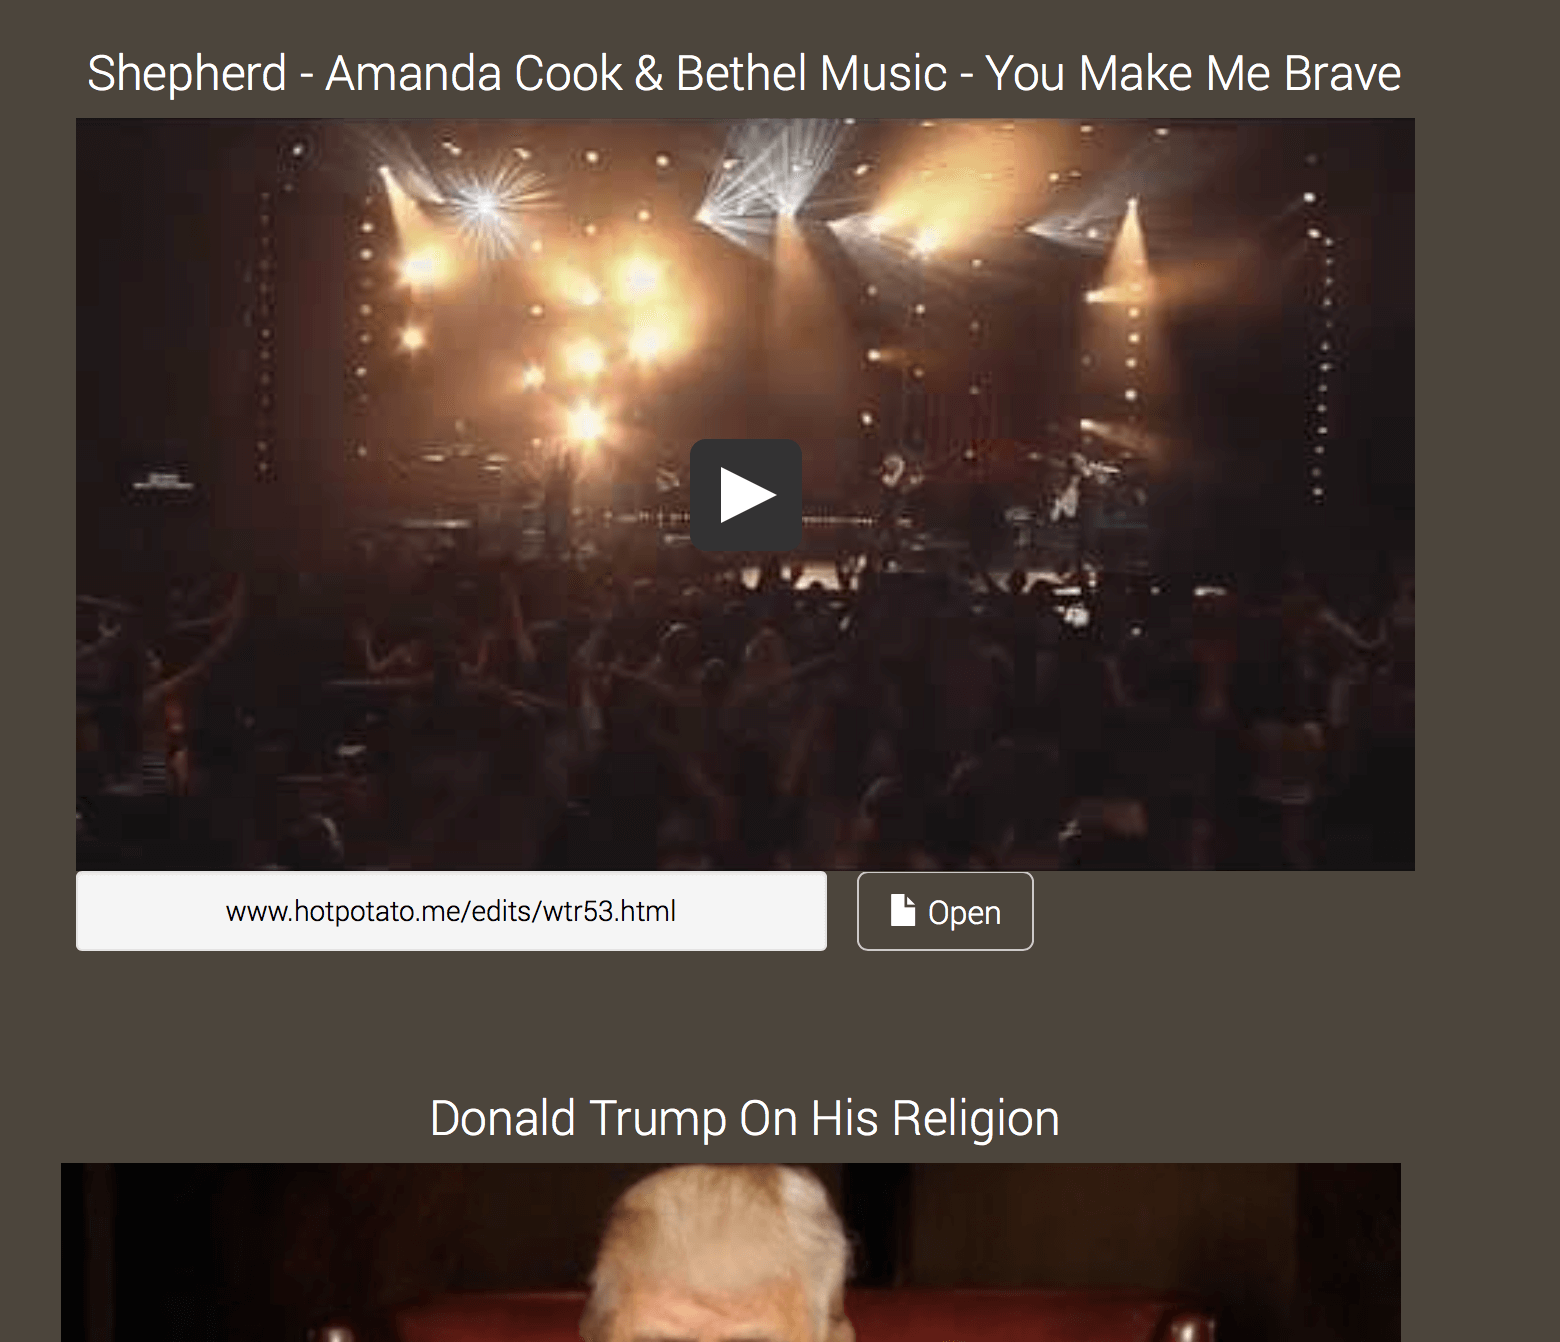 Shepherd - Amanda Cook & Bethel Music - You Make Me Brave
www.hotpotato.me/edits/wtr53.html
Open
Donald Trump On His Religion